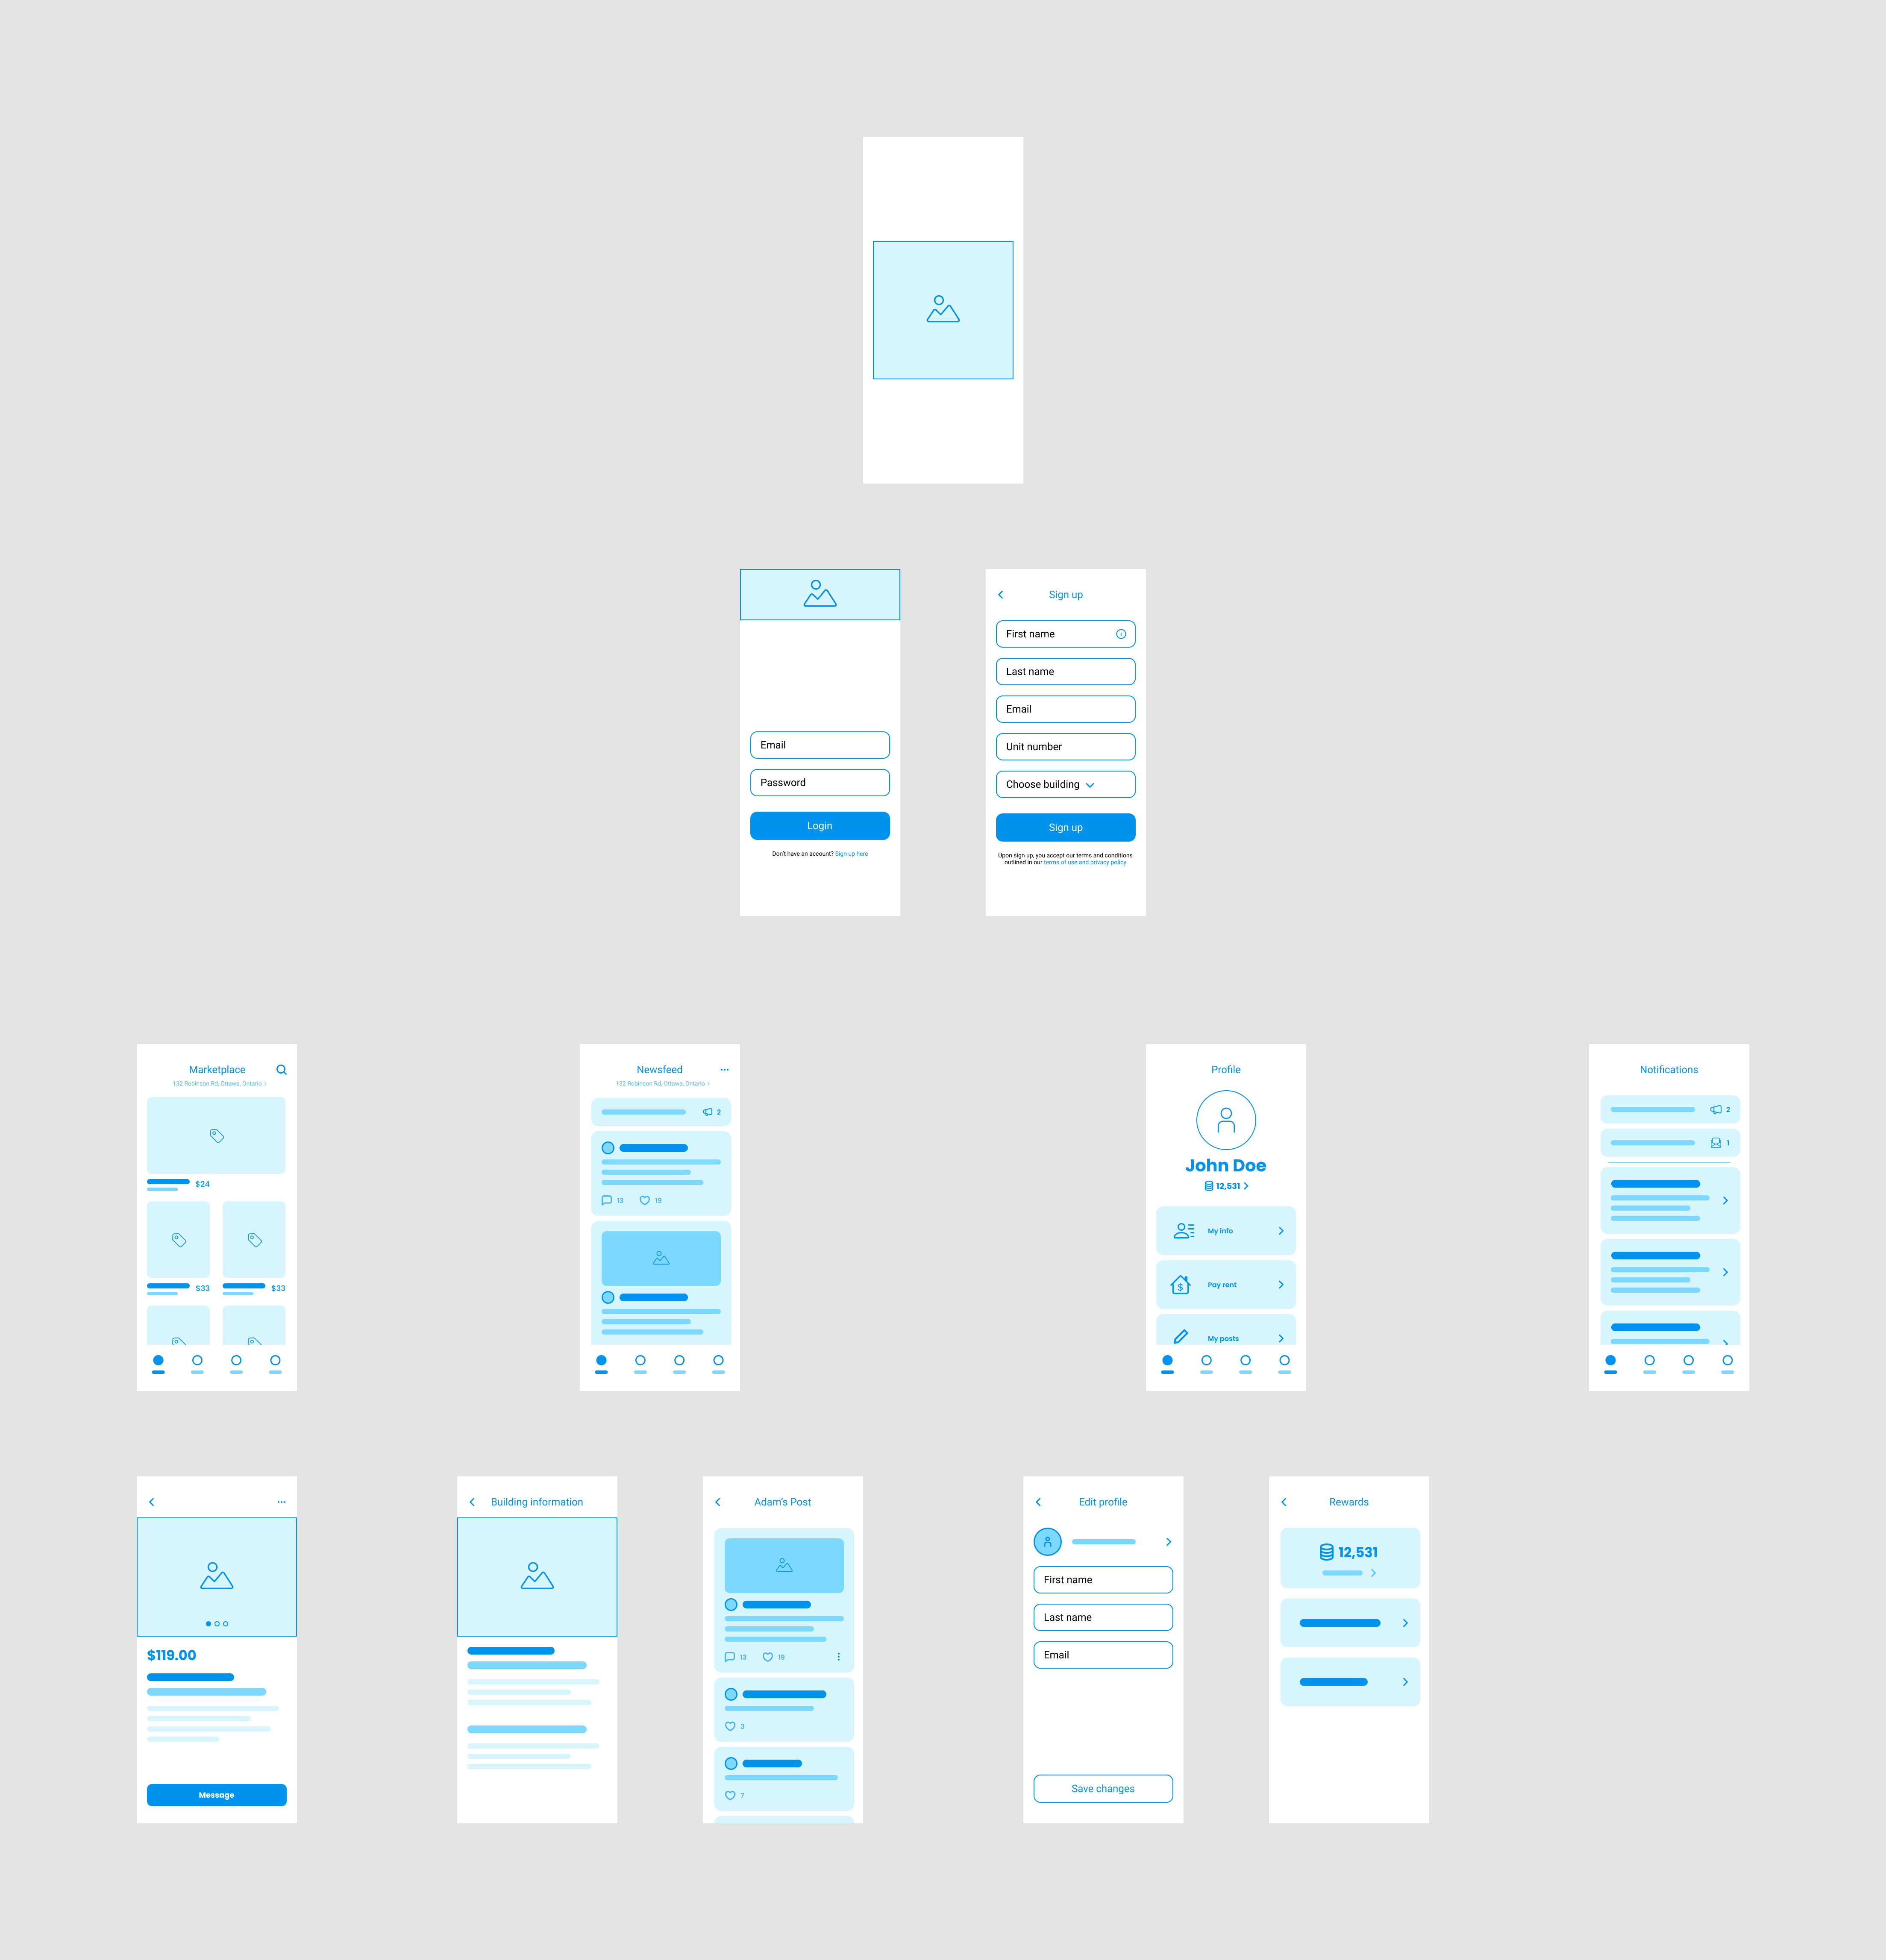 Email
Password
Login
Don't have an account? Sign up here
Sign up
First name
Last name
Email
Unit number
Choose building
Sign up
Upon sign up, you accept our terms and conditions
outlined in our terms of use and privacy policy
Marketplace
132 Robinson Rd, Ottawa, Ontario >
$24
$33
$33
Newsfeed
132 Robinson Rd, Ottawa, Ontario >
2
13
19
Profile
John Doe
12,531
My info
$
Pay rent
My posts
Notifications
2
1
$119.00
Message
Building information
Adam's Post
13
19
3
7
Edit profile
First name
Last name
Email
Save changes
Rewards
12,531